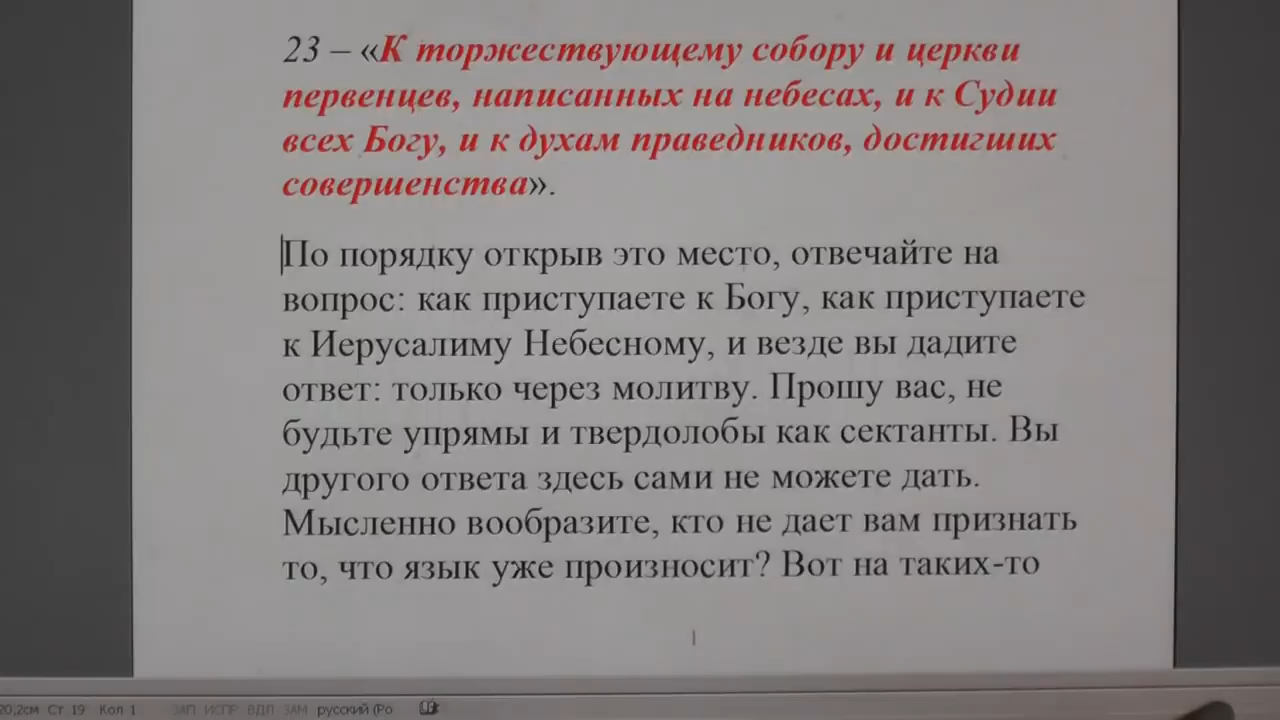 23 – «К торжествующему собору и церкви
первенцев, написанных на небесах, и к Судии
всех Богу, и к духам праведников, достигших
совершенства».
По порядку открыв это место, отвечайте на
вопрос: как приступаете к Богу, как приступаете
к Иерусалиму Небесному, и везде вы дадите
ответ: только через молитву. Прошу вас, не
будьте упрямы и твердолобы как сектанты. Вы
другого ответа здесь сами не можете дать.
Мысленно вообразите, кто не дает вам признать
то, что язык уже произносит? Вот на таких-то
20,2см Ст 19 Кол 1 ЗАП ИСПР ВДЛ ЗАМ русский (Ро